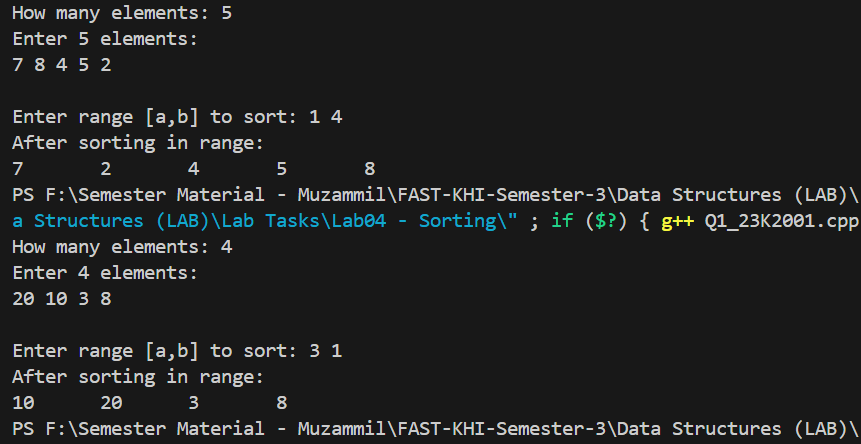 How many elements: 5
Enter 5 elements:
7 8 4 5 2
Enter range [a,b] to sort: 1 4
After sorting in range:
7 2 4 5 8
PS F:\Semester Material - Muzammil\FAST-KHI-Semester-3\Data Structures (LAB)\
a Structures (LAB)\Lab Tasks\Lab04 - Sorting\" ; if ($?) { g++ Q1_23K2001.cpp
How many elements: 4
Enter 4 elements:
20 10 3 8
Enter range [a,b] to sort: 3 1
After sorting in range:
10 20 3 8
PS F:\Semester Material - Muzammil\FAST-KHI-Semester-3\Data Structures (LAB)\